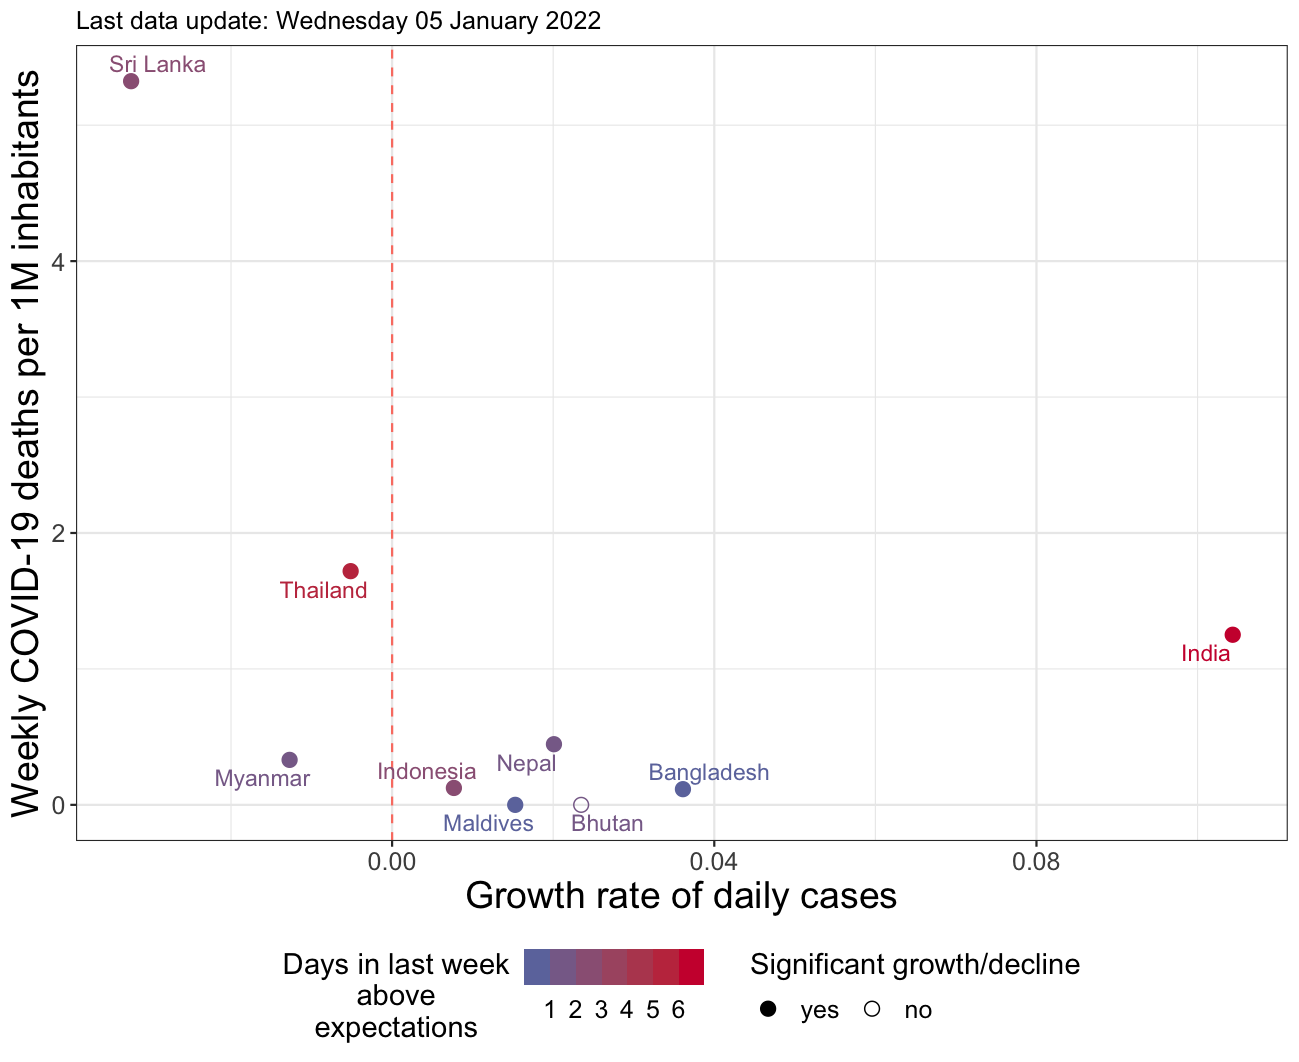 Last data update: Wednesday 05 January 2022
Weekly COVID-19 deaths per 1M inhabitants
4
2
0
Sri Lanka
Thailand
India
Myanmar
Indonesia
Nepal
Bangladesh
Maldives
Bhutan
0.00 0.04 0.08
Growth rate of daily cases
Days in last week
above
expectations
1 2 3 4 5 6
Significant growth/decline
yes no